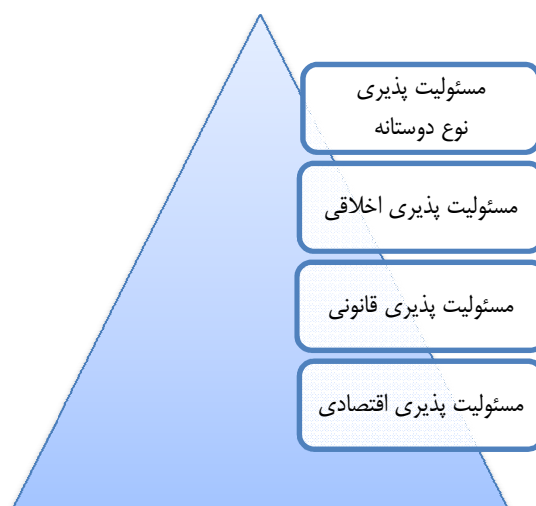 مسئولیت پذیری
نوع دوستانه
مسئولیت پذیری اخلاقی
مسئولیت پذیری قانونی
مسئولیت پذیری اقتصادی